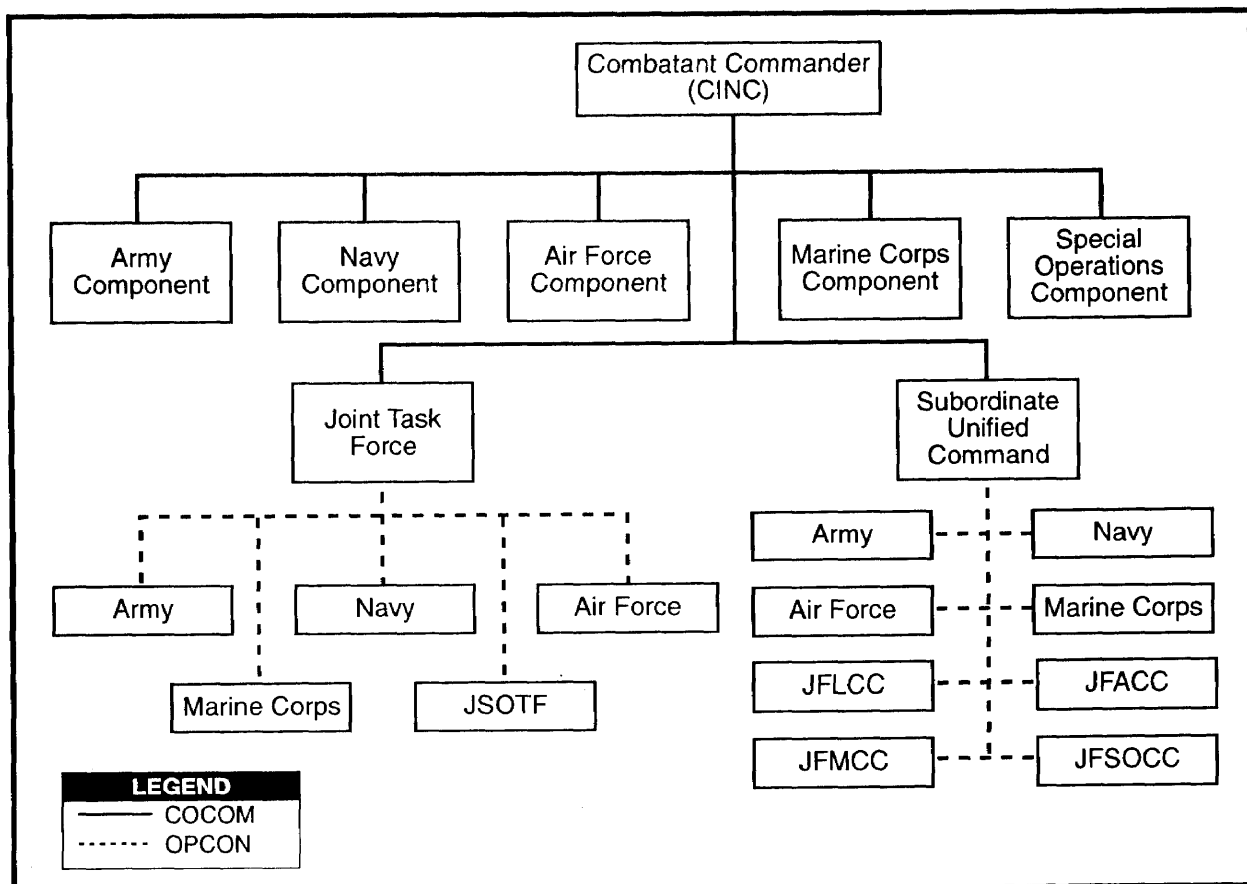 Combatant Commander
(CINC)
Army
Component
Navy
Component
Air Force
Component
Marine Corps
Component
Special
Operations
Component
Joint Task
Force
Subordinate
Unified
Command
Army
Navy
Air Force
Marine Corps
JSOTF
Army
Navy
Air Force
Marine Corps
JFLCC
JFACC
JFMCC
JFSOCC
LEGEND
COCOM
OPCON